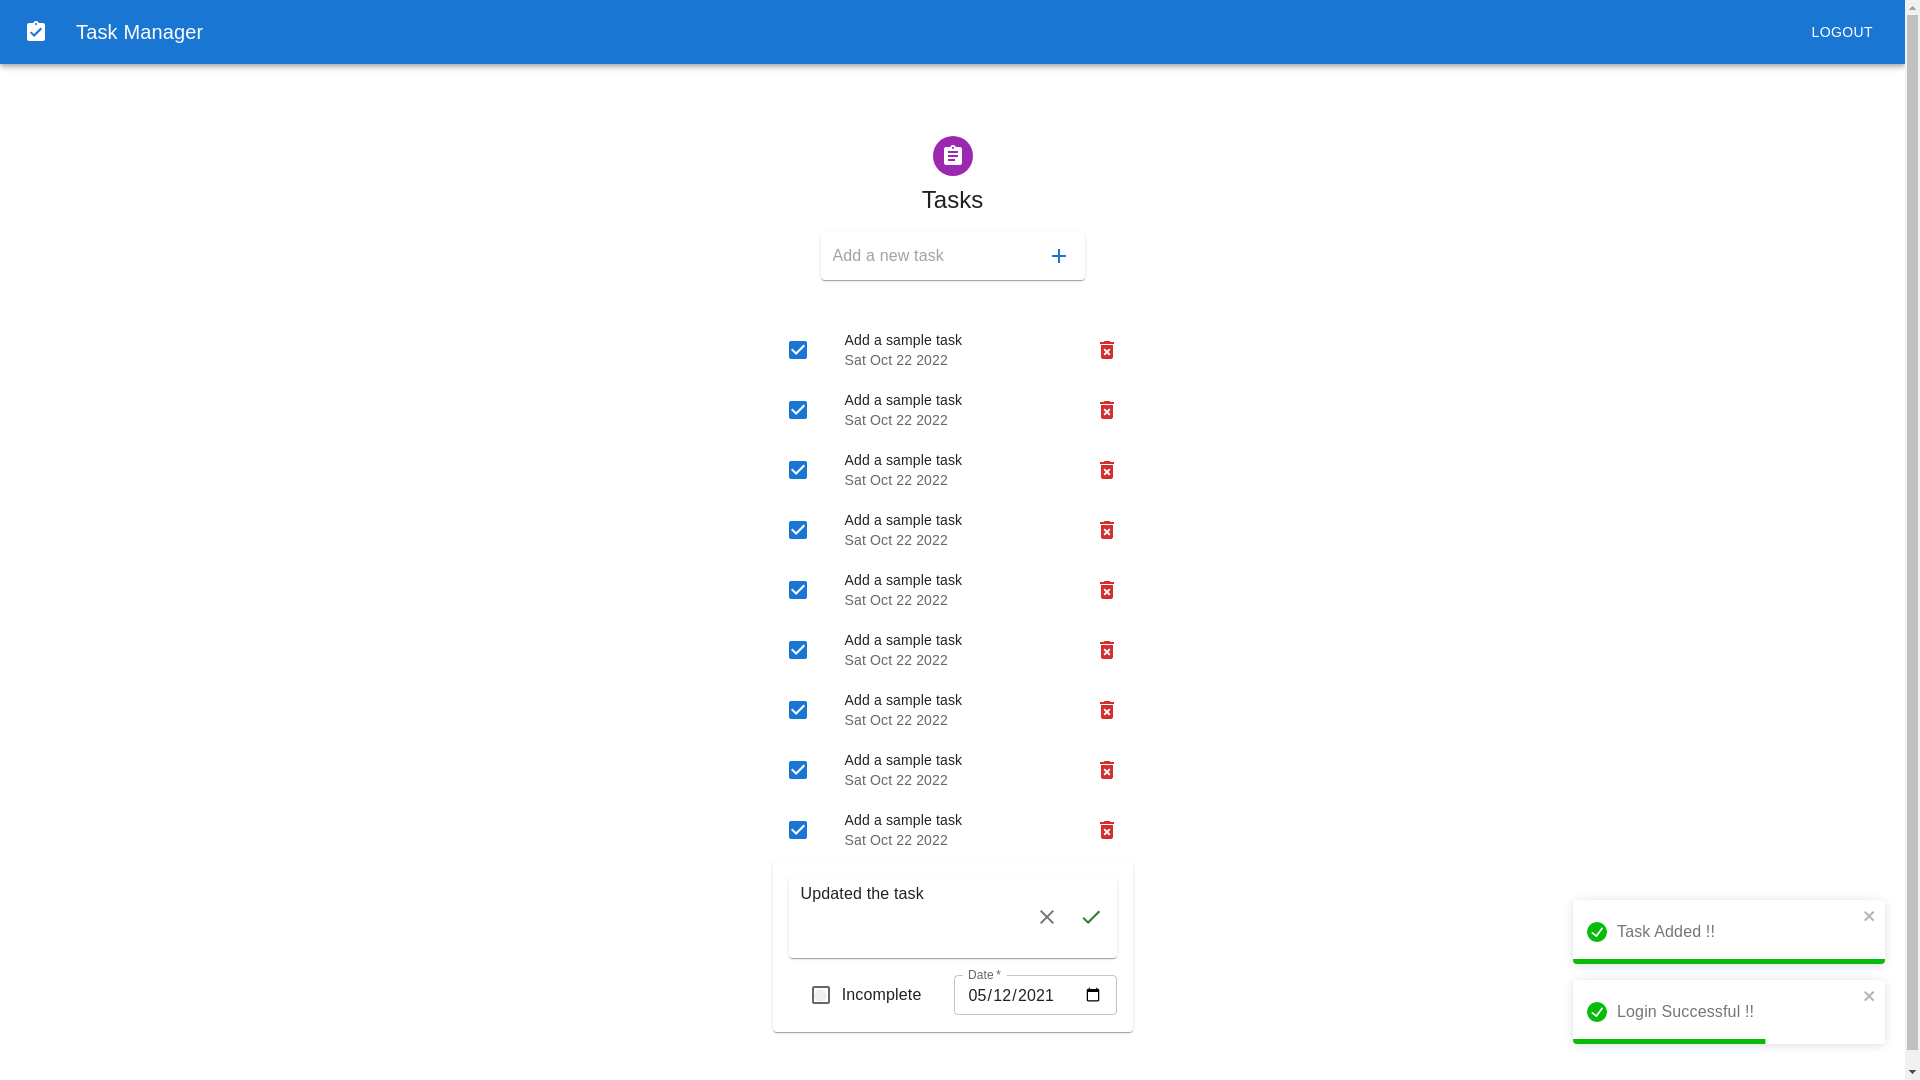 Task Manager
LOGOUT
Tasks
Add a new task
Add a sample task
Sat Oct 22 2022
Add a sample task
Sat Oct 22 2022
Add a sample task
Sat Oct 22 2022
Add a sample task
Sat Oct 22 2022
Add a sample task
Sat Oct 22 2022
Add a sample task
Sat Oct 22 2022
Add a sample task
Sat Oct 22 2022
Add a sample task
Sat Oct 22 2022
Add a sample task
Sat Oct 22 2022
Updated the task
Incomplete
Date *
05/12/2021
Task Added !!
Login Successful !!